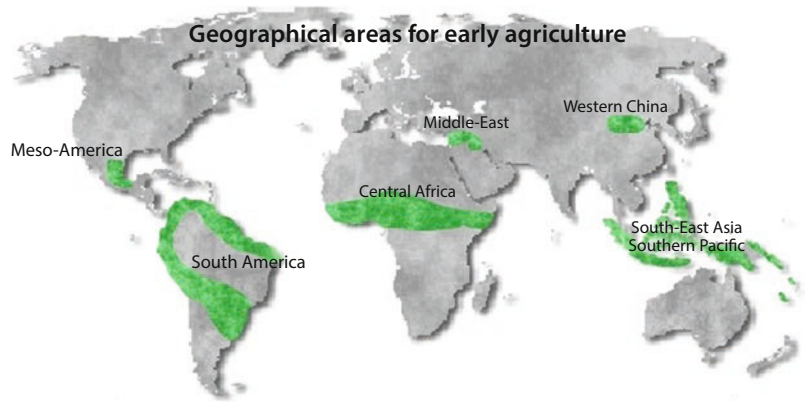 Geographical areas for early agriculture
Western China
Middle-East
Meso-America
Central Africa
South-East Asia
Southern Pacific
South America